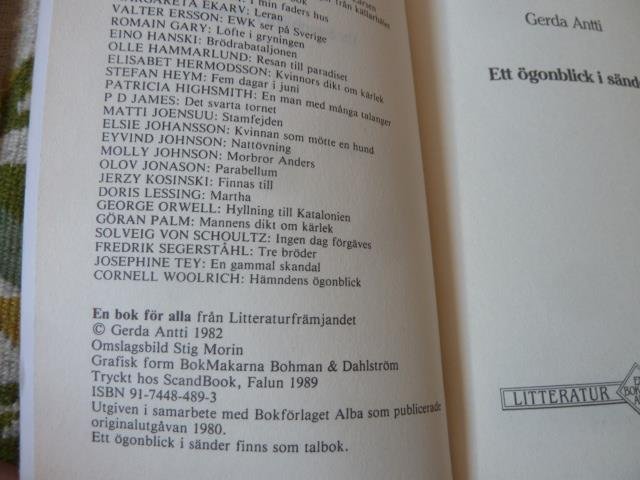 MARGARETA EKARV: Leran
VALTER ERSSON: EWK ser på Sverige
ROMAIN GARY: Löfte i gryningen
EINO HANSKI: Brödrabataljonen
OLLE HAMMARLUND: Resan till paradiset
ELISABET HERMODSSON: Kvinnors dikt om kärlek
STEFAN HEYM: Fem dagar i juni
PATRICIA HIGHSMITH: En man med många talanger
P D JAMES: Det svarta tornet
MATTI JOENSUU: Stamfejden
ELSIE JOHANSSON: Kvinnan som mötte en hund
EYVIND JOHNSON: Nattövning
MOLLY JOHNSON: Morbror Anders
OLOV JONASON: Parabellum
JERZY KOSINSKI: Finnas till
DORIS LESSING: Martha
GEORGE ORWELL: Hyllning till Katalonien
GÖRAN PALM: Mannens dikt om kärlek
SOLVEIG VON SCHOULTZ: Ingen dag förgäves
FREDRIK SEGERSTÅHL: Tre bröder
JOSEPHINE TEY: En gammal skandal
CORNELL WOOLRICH: Hämndens ögonblick
En bok för alla från Litteraturfrämjandet
© Gerda Antti 1982
Omslagsbild Stig Morin
Grafisk form BokMakarna Bohman & Dahlström
Tryckt hos ScandBook, Falun 1989
ISBN 91-7448-489-3
Utgiven i samarbete med Bokförlaget Alba som publicerade
originalutgåvan 1980.
Ett ögonblick i sänder finns som talbok.
Gerda Antti
Ett ögonblick i sände
LITTERATUR